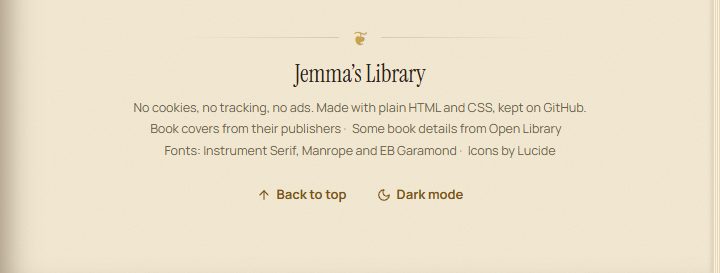 Jemma’s Library
No cookies, no tracking, no ads. Made with plain HTML and CSS, kept on GitHub.
Book covers from their publishers · Some book details from Open Library
Fonts: Instrument Serif, Manrope and EB Garamond · Icons by Lucide
Back to top
Dark mode